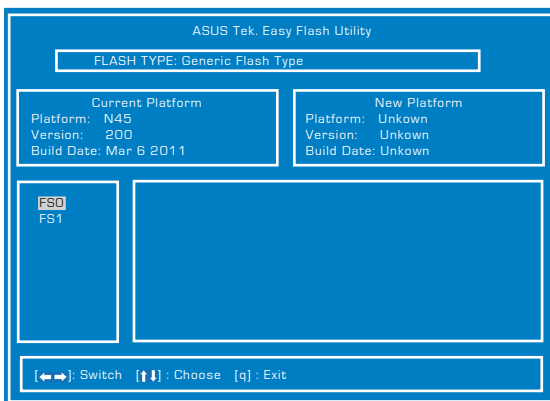 ASUS Tek. Easy Flash Utility
FLASH TYPE: Generic Flash Type
Current Platform
Platform: N45
Version: 200
Build Date: Mar 6 2011
New Platform
Platform: Unkown
Version: Unkown
Build Date: Unkown
FS0
FS1
[←→]: Switch [↑↓] : Choose [q] : Exit